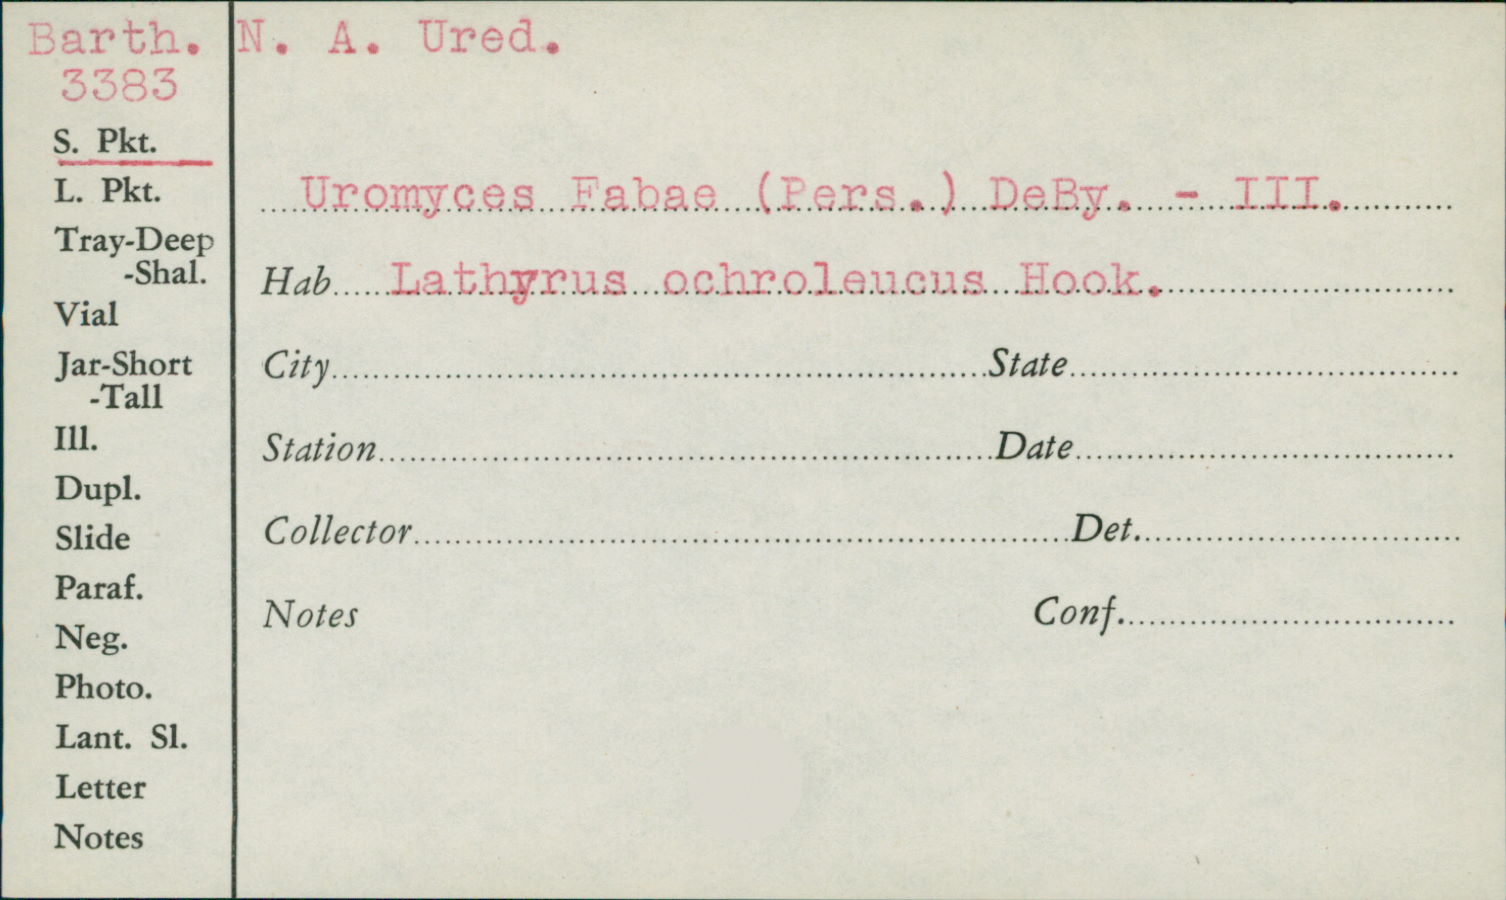 Barth. N. A. Ured.
3383
S. Pkt.
L. Pkt.
Tray-Deep
-Shal.
Vial
Jar-Short
-Tall
Ill.
Dupl.
Slide
Paraf.
Neg.
Photo.
Lant. Sl.
Letter
Notes
Uromyces Fabae (Pers.) DeBy. - III.
Hab Lathyrus ochroleucus Hook.
City State
Station Date
Collector Det.
Notes Conf.